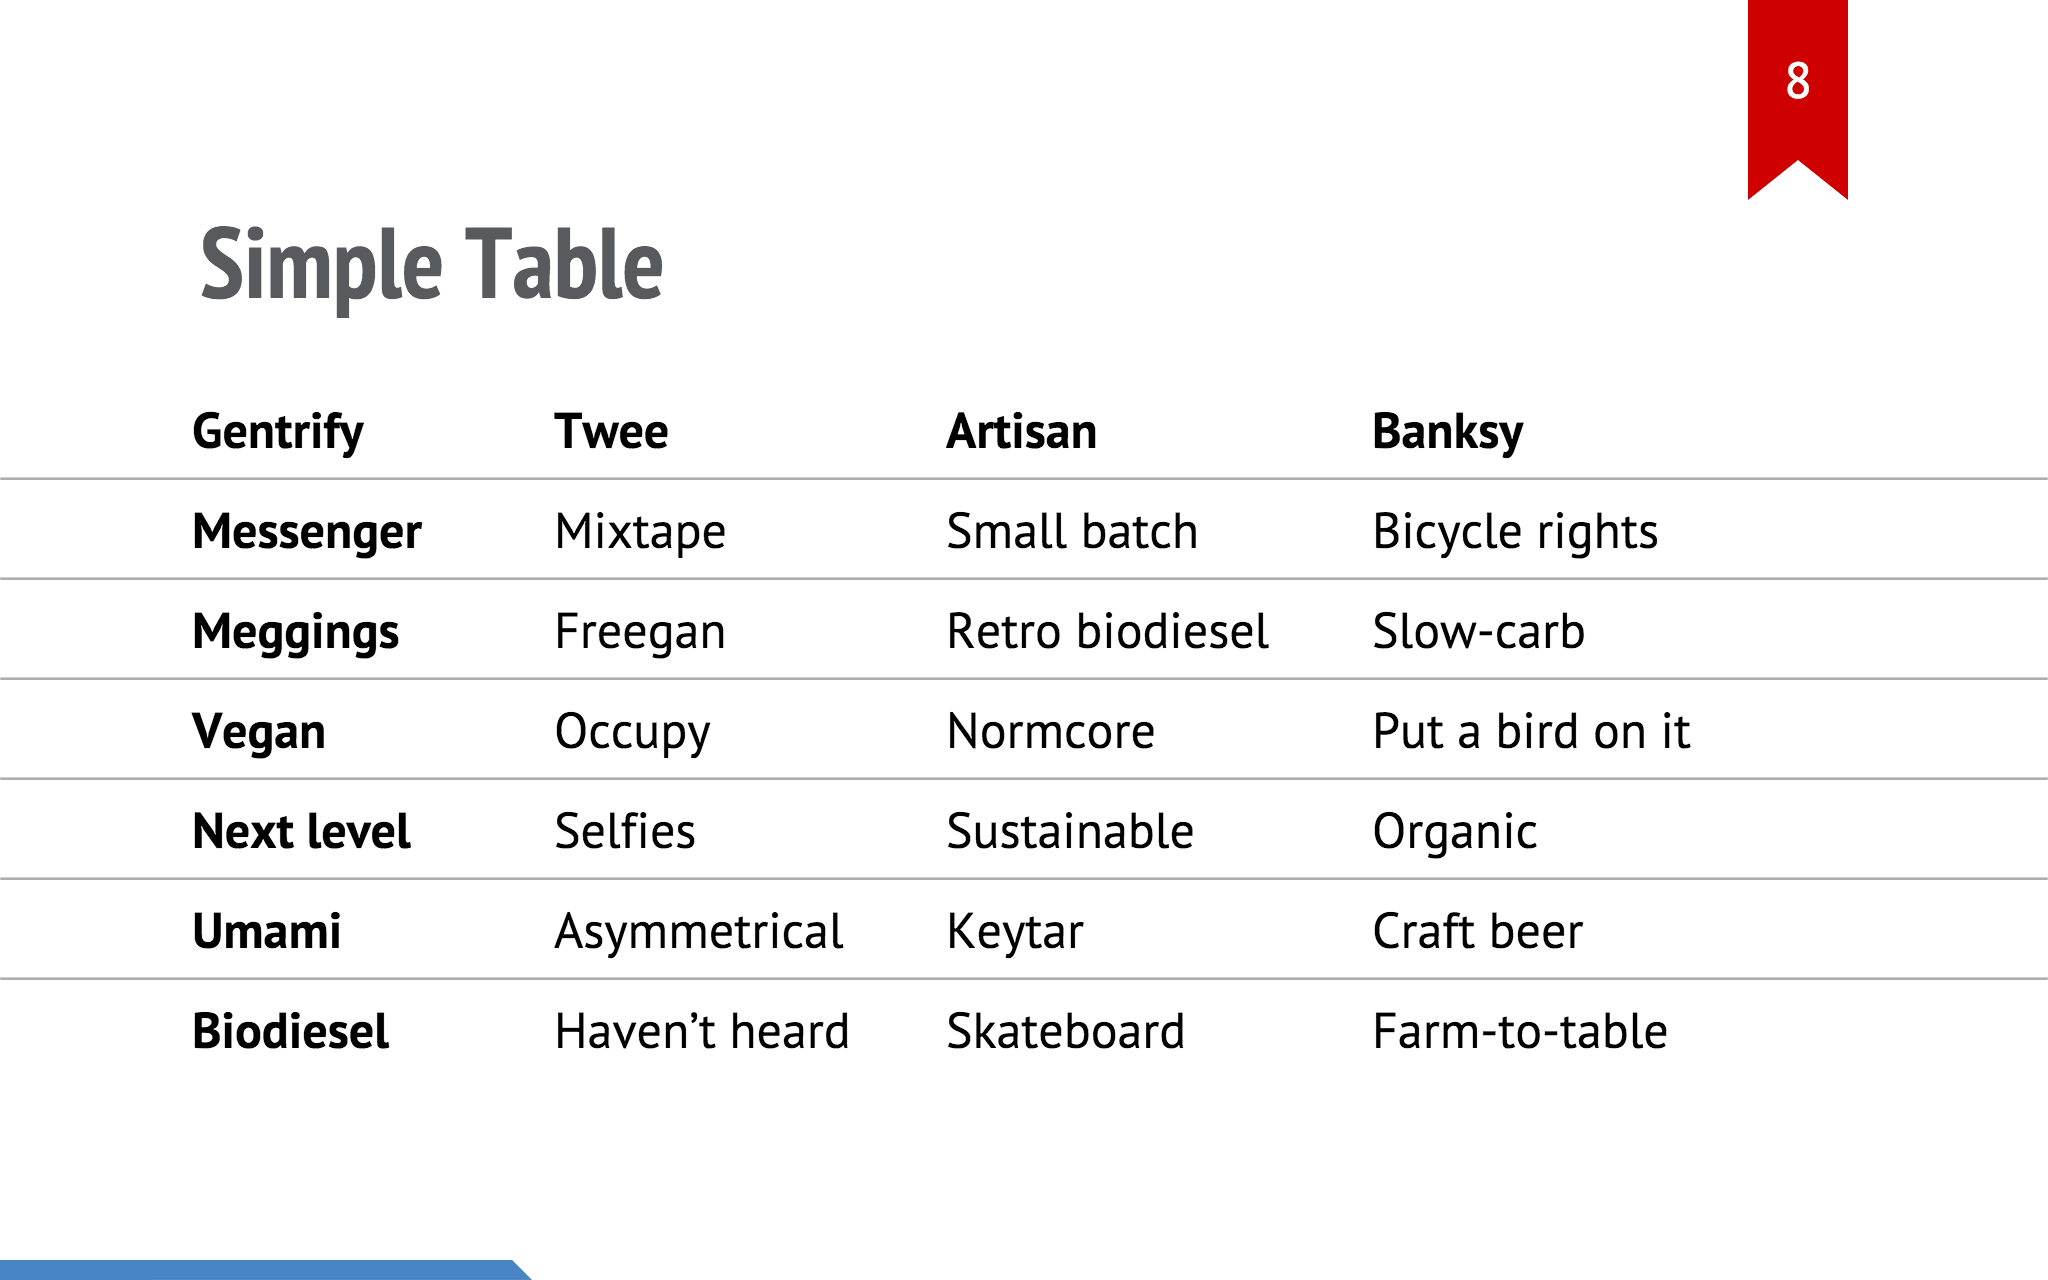 8
Simple Table
Gentrify Twee Artisan Banksy
Messenger Mixtape Small batch Bicycle rights
Meggings Freegan Retro biodiesel Slow-carb
Vegan Occupy Normcore Put a bird on it
Next level Selfies Sustainable Organic
Umami Asymmetrical Keytar Craft beer
Biodiesel Haven’t heard Skateboard Farm-to-table